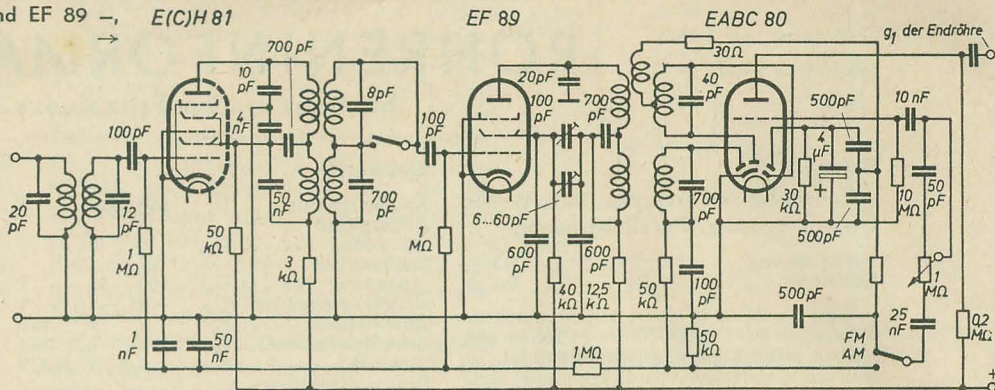 nd EF 89 –,
→
E(C)H 81
EF 89
EABC 80
g1 der Endröhre
700 pF
10 pF
4 nF
8pF
100 pF
100pF
20 pF
12 pF
1 MΩ
50 kΩ
50 nF
3 kΩ
700 pF
1 MΩ
1 nF
50 nF
20pF
100 pF
700 pF
6...60pF
600 pF
40 kΩ
600 pF
12,5 kΩ
50 kΩ
30Ω
40 pF
700 pF
100 pF
50 kΩ
1MΩ
500pF
4 µF
+
30 kΩ
500pF
10 nF
10 MΩ
50 pF
1 MΩ
500 pF
25 nF
FM
AM
0,2 MΩ
+